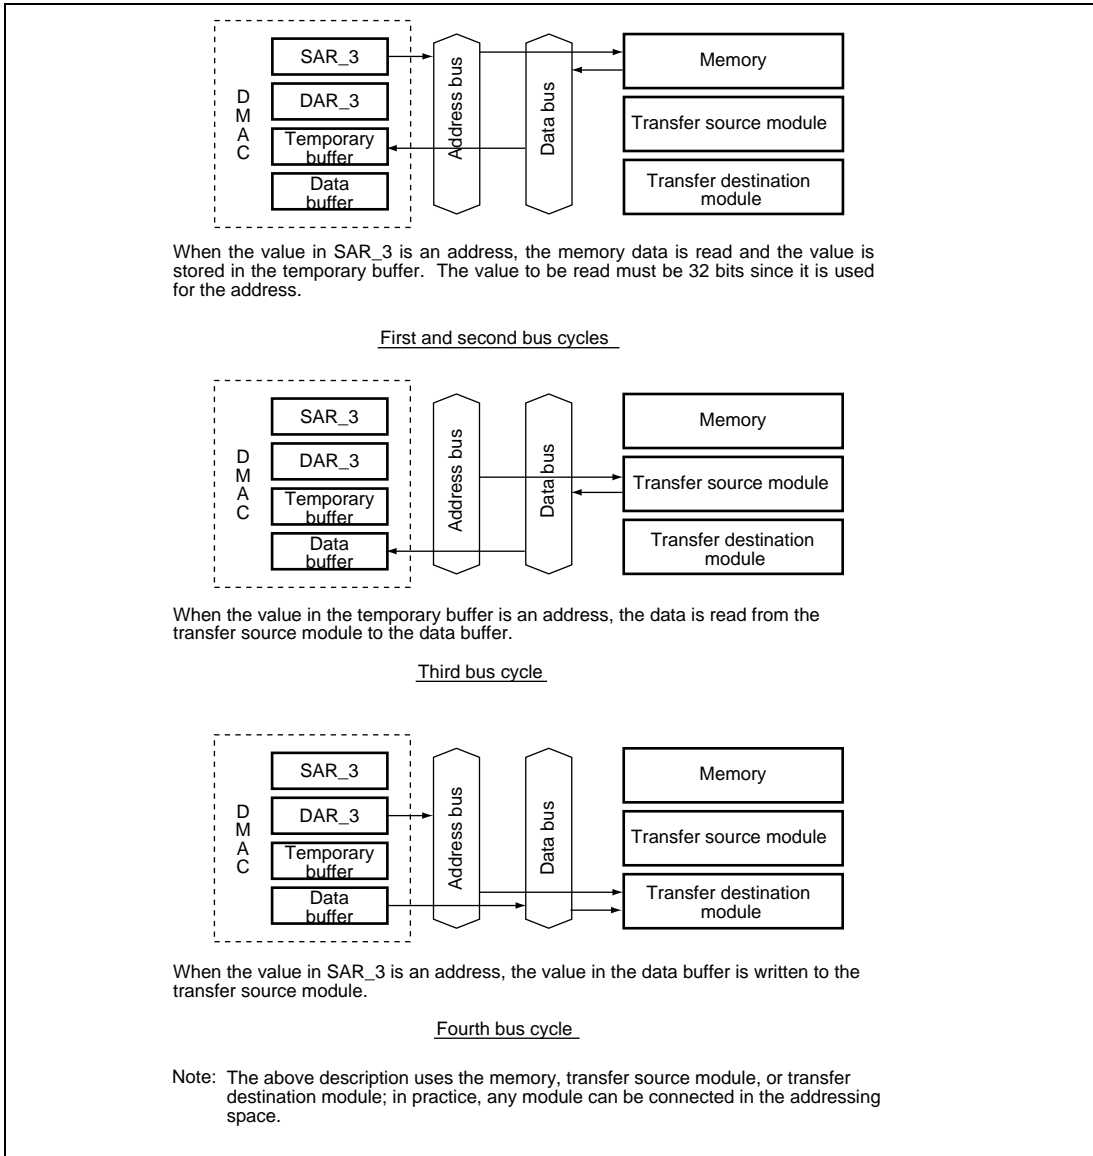 SAR_3
DAR_3
Temporary
buffer
Data
buffer
DMAC
Address bus
Data bus
Memory
Transfer source module
Transfer destination
module
When the value in SAR_3 is an address, the memory data is read and the value is
stored in the temporary buffer.  The value to be read must be 32 bits since it is used
for the address.
First and second bus cycles
SAR_3
DAR_3
Temporary
buffer
Data
buffer
DMAC
Address bus
Data bus
Memory
Transfer source module
Transfer destination
module
When the value in the temporary buffer is an address, the data is read from the
transfer source module to the data buffer.
Third bus cycle
SAR_3
DAR_3
Temporary
buffer
Data
buffer
DMAC
Address bus
Data bus
Memory
Transfer source module
Transfer destination
module
When the value in SAR_3 is an address, the value in the data buffer is written to the
transfer source module.
Fourth bus cycle
Note: The above description uses the memory, transfer source module, or transfer
destination module; in practice, any module can be connected in the addressing
space.